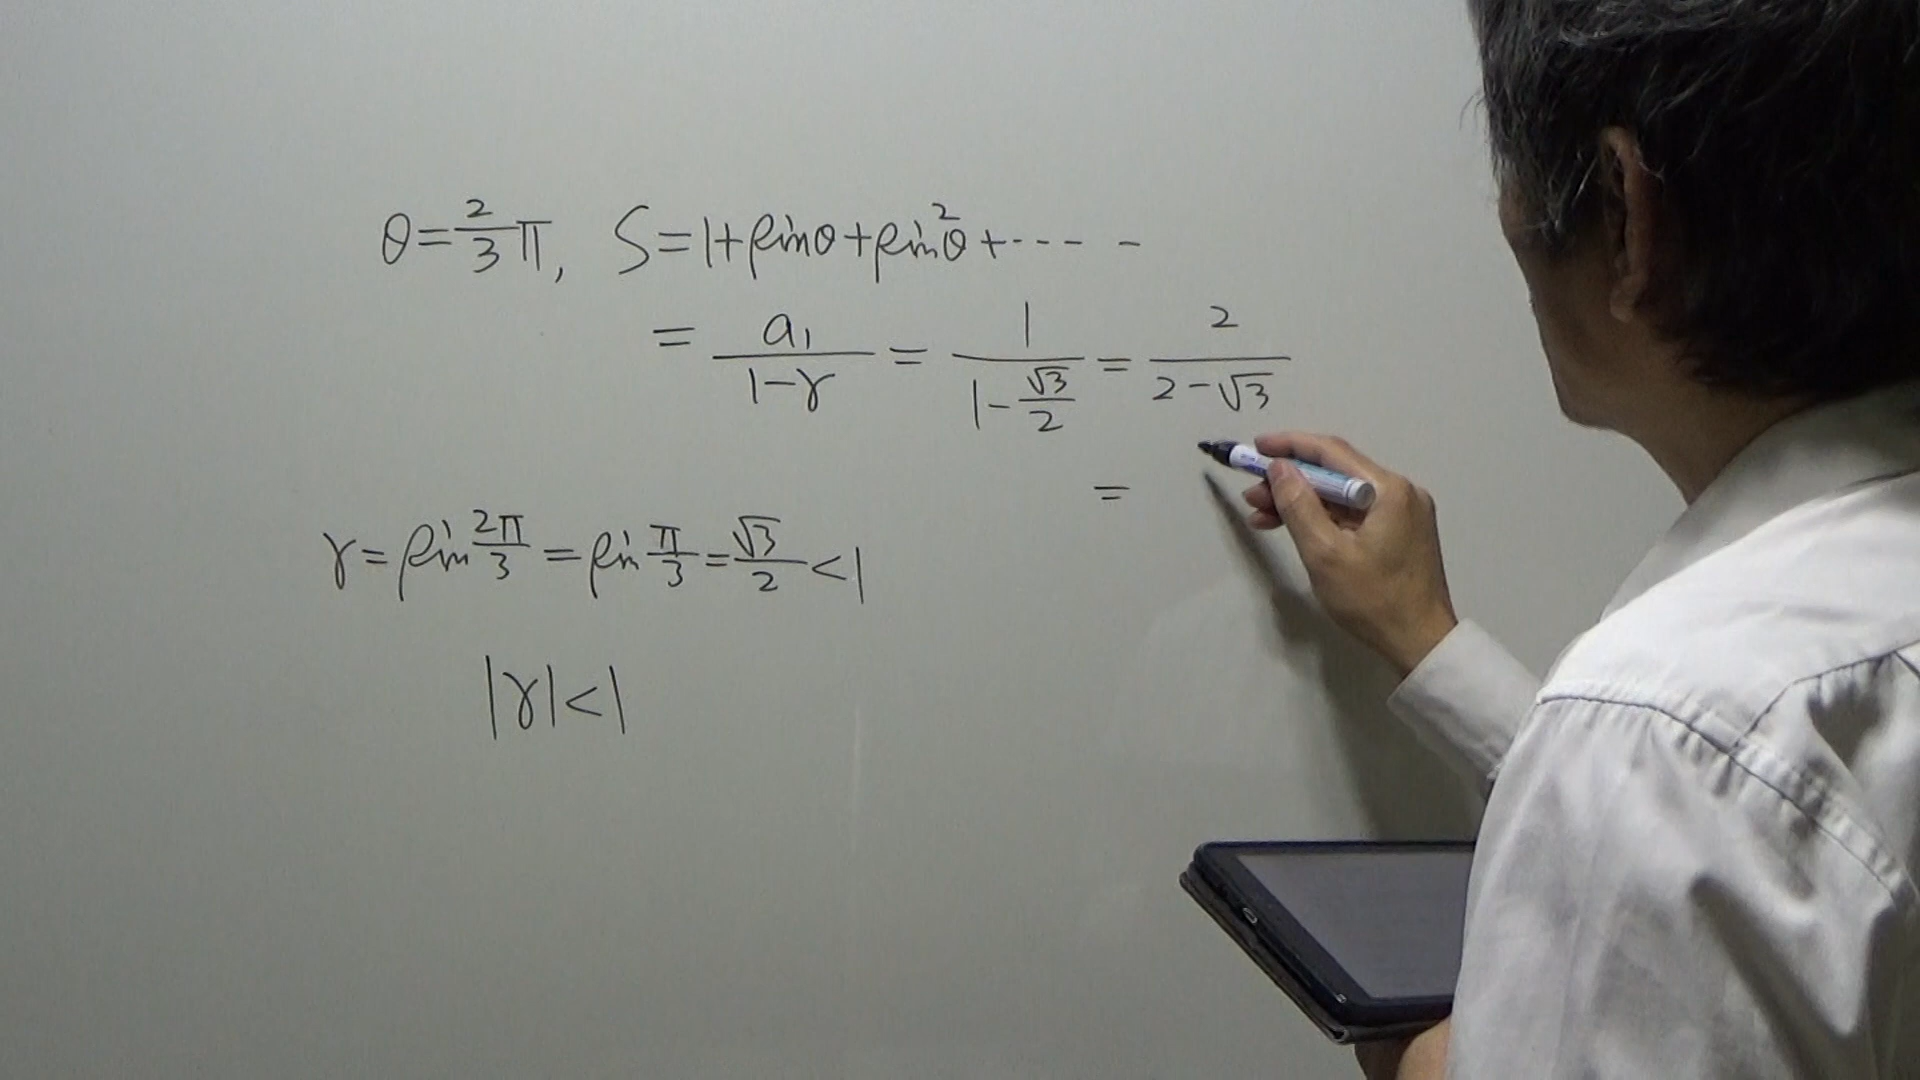 θ=2/3 π, S=1+sinθ+sin²θ+-----
= a₁/(1-r) = 1/(1-√3/2) = 2/(2-√3)
=
r=sin 2π/3 = sin π/3 = √3/2 <1
|r|<1